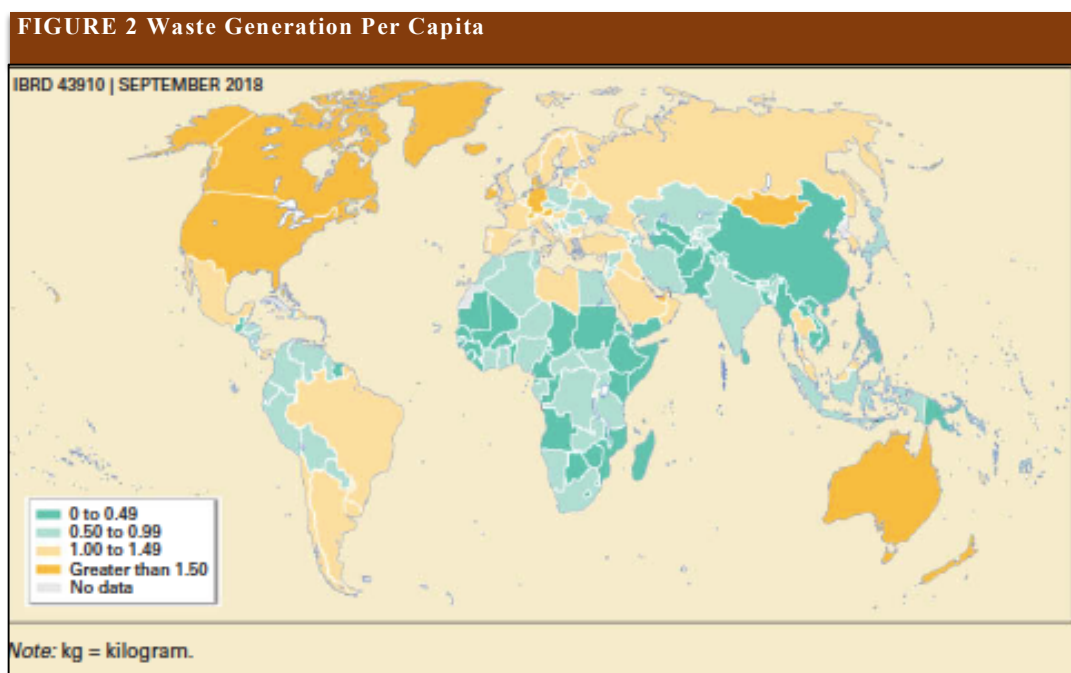 FIGURE 2 Waste Generation Per Capita
IBRD 43910 | SEPTEMBER 2018
0 to 0.49
0.50 to 0.99
1.00 to 1.49
Greater than 1.50
No data
Note: kg = kilogram.